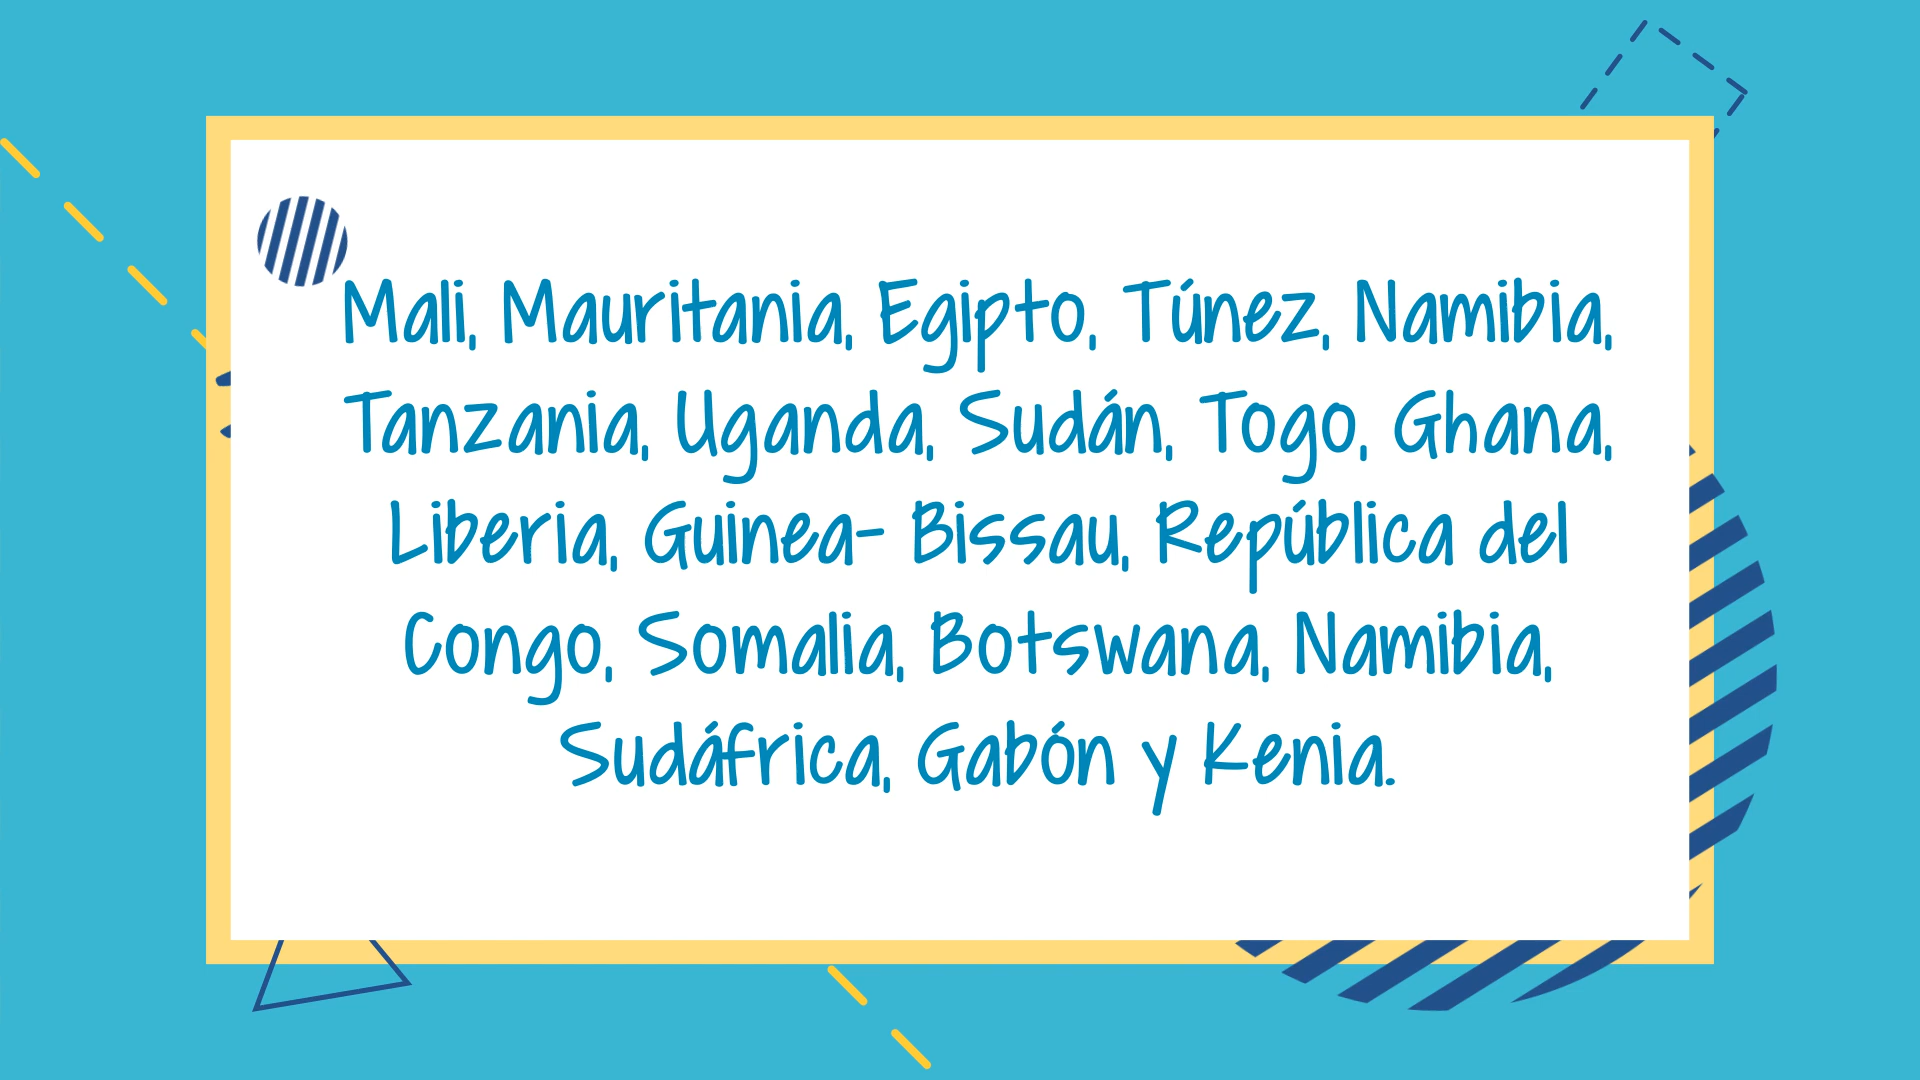 Mali, Mauritania, Egipto, Túnez, Namibia,
Tanzania, Uganda, Sudán, Togo, Ghana,
Liberia, Guinea- Bissau, República del
Congo, Somalia, Botswana, Namibia,
Sudáfrica, Gabón y Kenia.